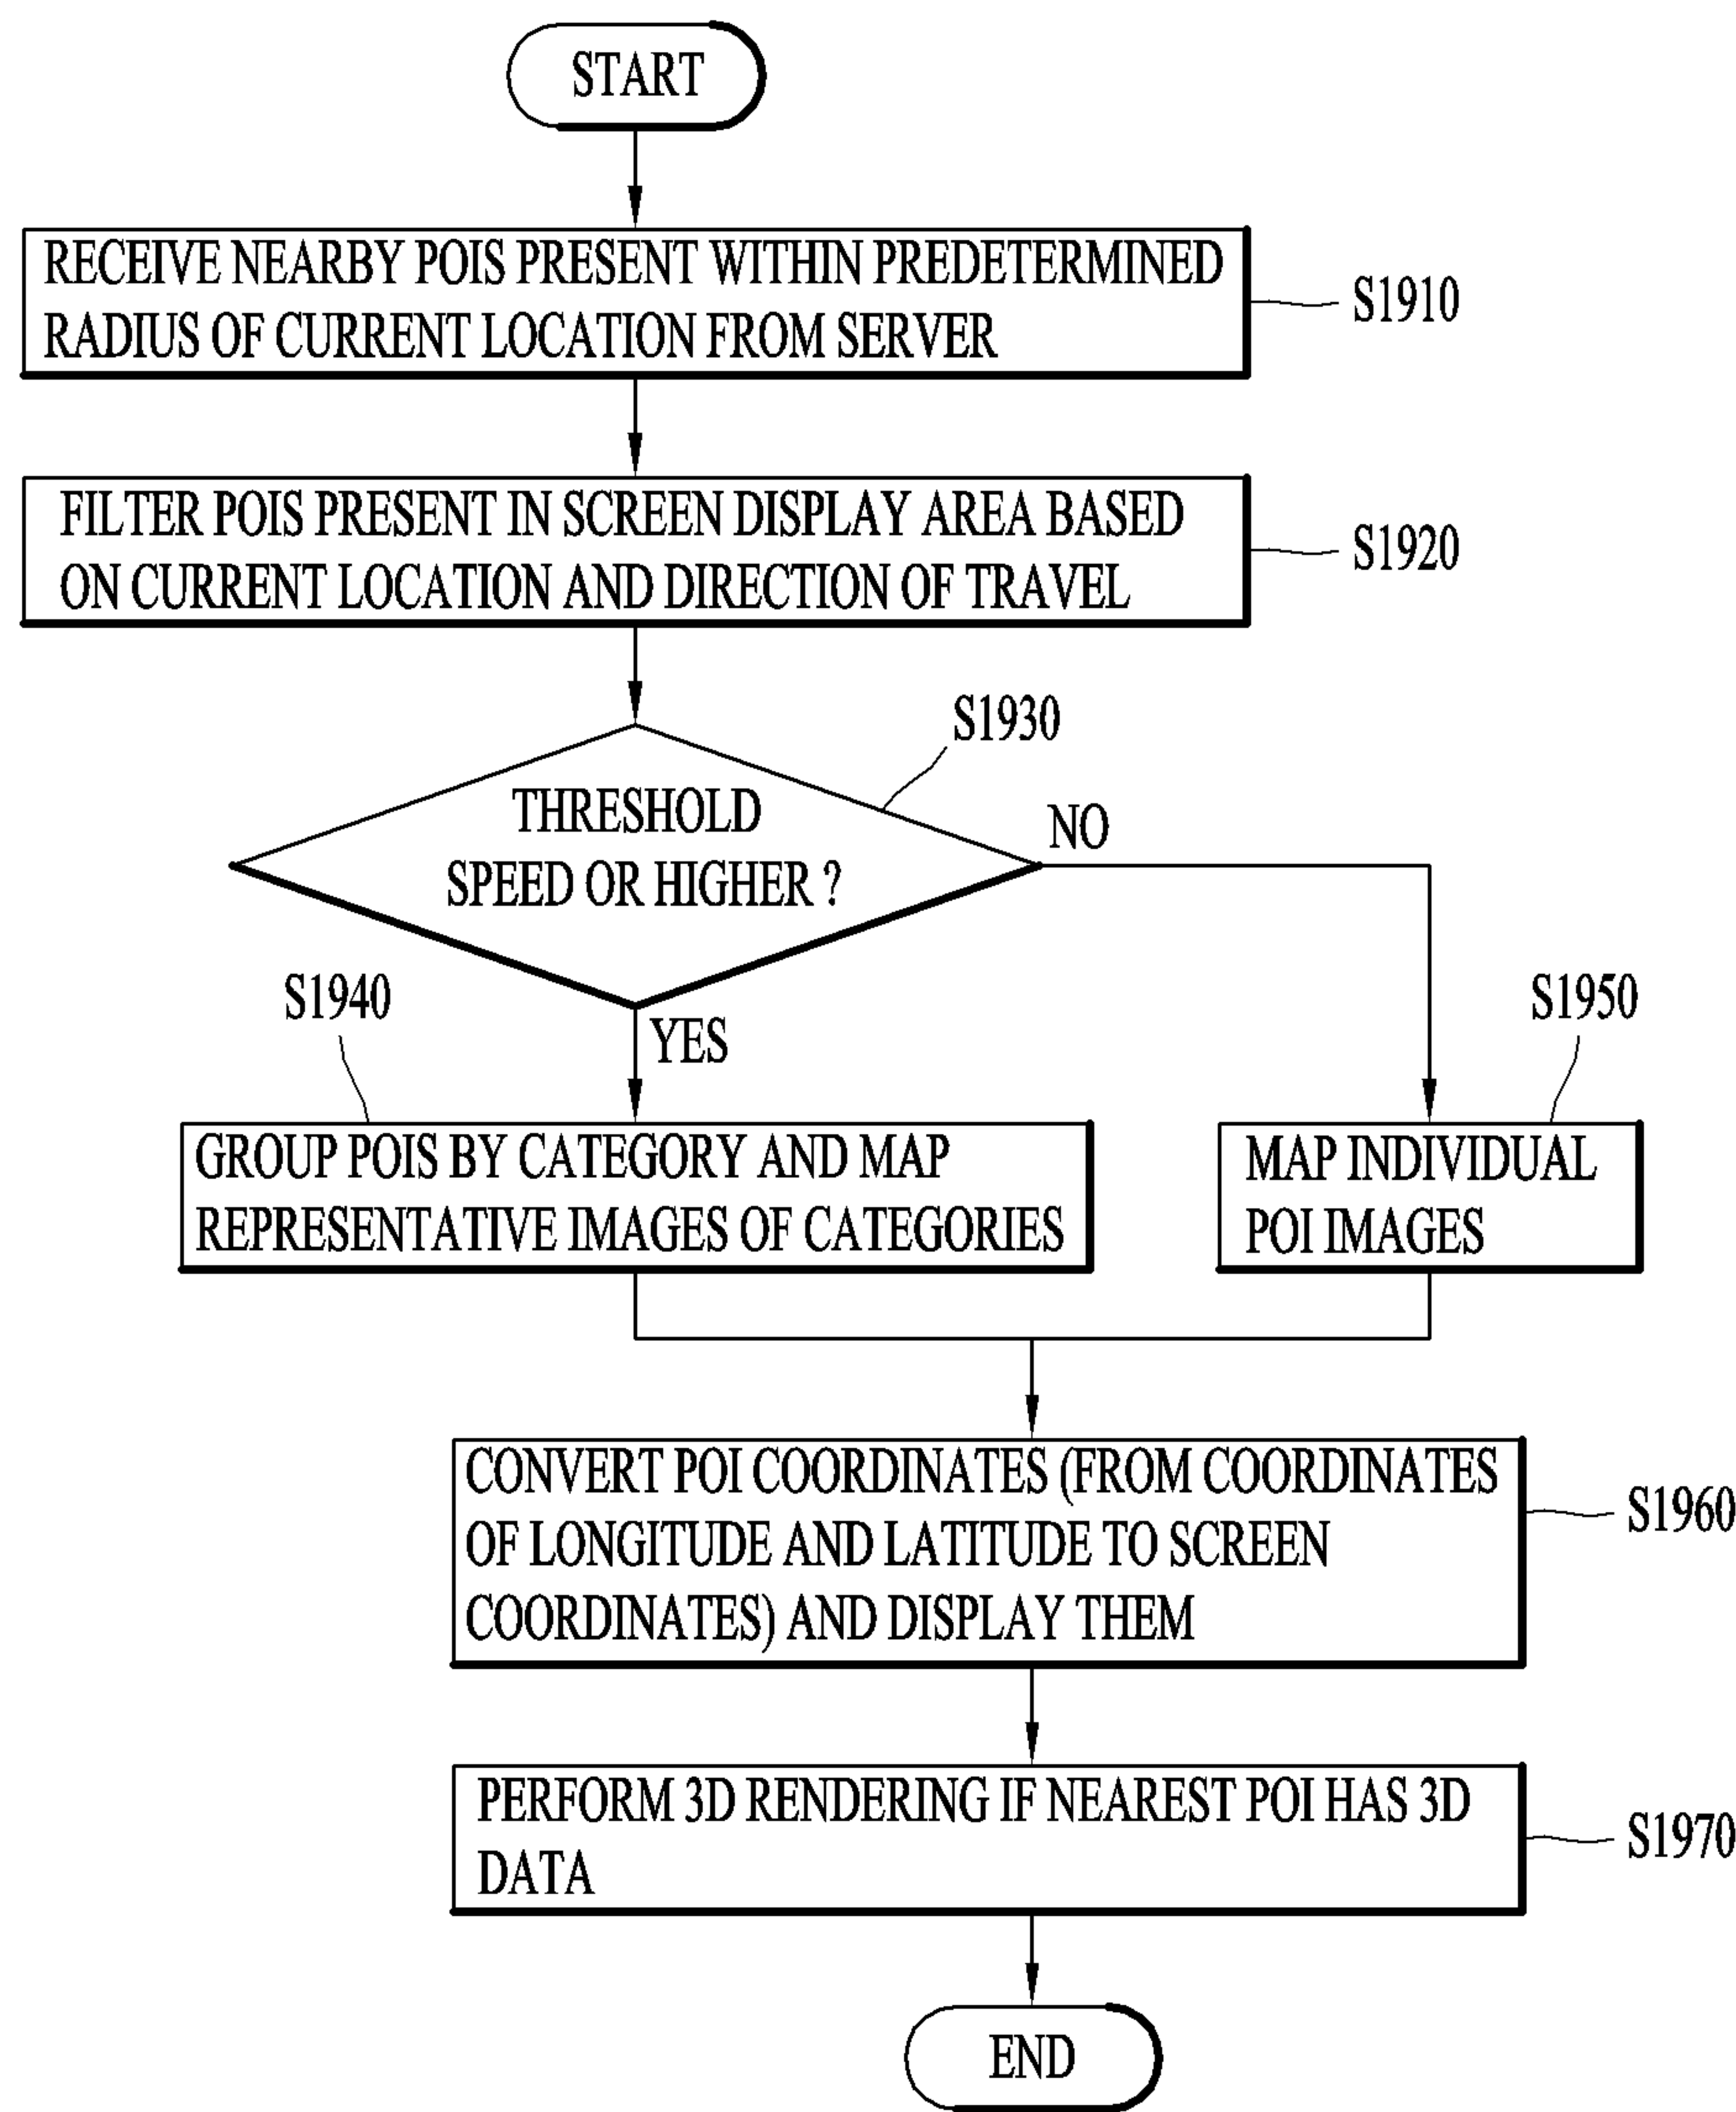 START
RECEIVE NEARBY POIS PRESENT WITHIN PREDETERMINED
RADIUS OF CURRENT LOCATION FROM SERVER
S1910
FILTER POIS PRESENT IN SCREEN DISPLAY AREA BASED
ON CURRENT LOCATION AND DIRECTION OF TRAVEL
S1920
S1930
THRESHOLD
SPEED OR HIGHER ?
NO
YES
S1940
GROUP POIS BY CATEGORY AND MAP
REPRESENTATIVE IMAGES OF CATEGORIES
S1950
MAP INDIVIDUAL
POI IMAGES
CONVERT POI COORDINATES (FROM COORDINATES
OF LONGITUDE AND LATITUDE TO SCREEN
COORDINATES) AND DISPLAY THEM
S1960
PERFORM 3D RENDERING IF NEAREST POI HAS 3D
DATA
S1970
END